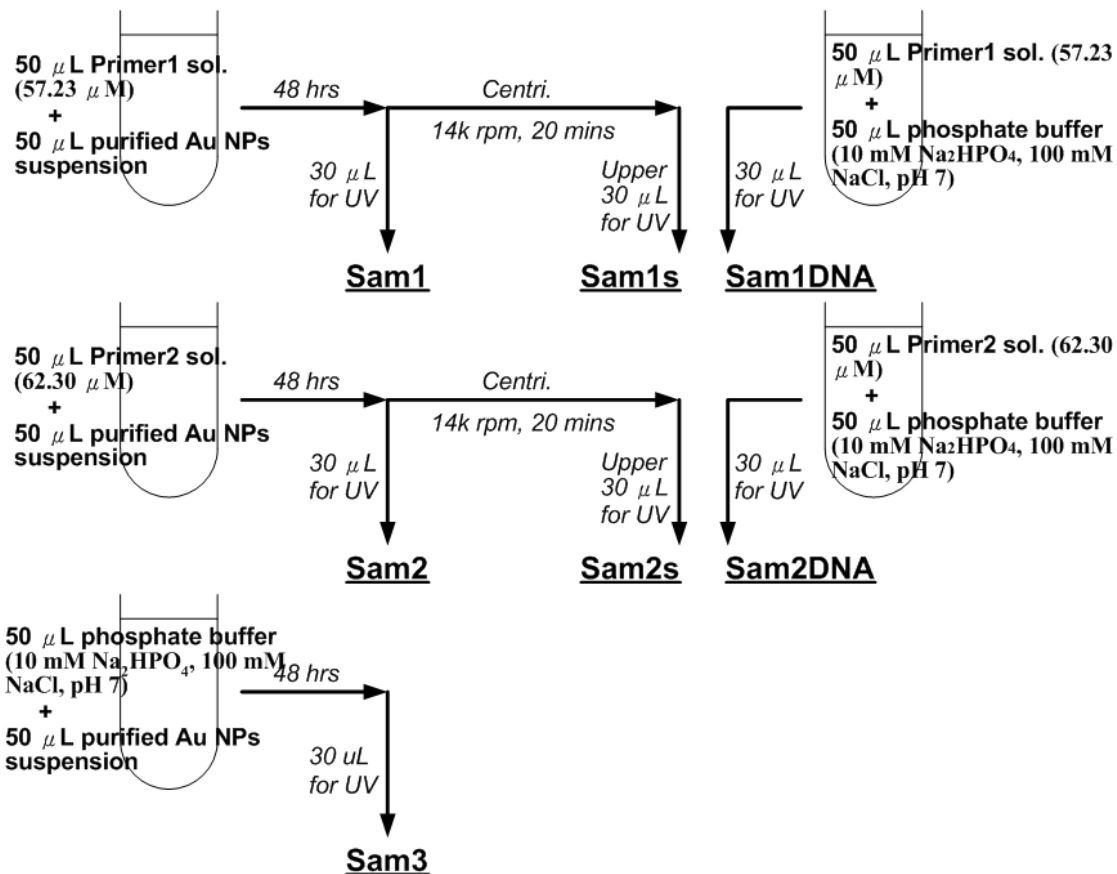 50 μL Primer1 sol.
(57.23 μM)
+
50 μL purified Au NPs
suspension
48 hrs
Centri.
14k rpm, 20 mins
30 μL
for UV
Upper
30 μL
for UV
30 μL
for UV
50 μL Primer1 sol. (57.23
μM)
+
50 μL phosphate buffer
(10 mM Na₂HPO₄, 100 mM
NaCl, pH 7)
Sam1
Sam1s
Sam1DNA
50 μL Primer2 sol.
(62.30 μM)
+
50 μL purified Au NPs
suspension
48 hrs
Centri.
14k rpm, 20 mins
30 μL
for UV
Upper
30 μL
for UV
30 μL
for UV
50 μL Primer2 sol. (62.30
μM)
+
50 μL phosphate buffer
(10 mM Na₂HPO₄, 100 mM
NaCl, pH 7)
Sam2
Sam2s
Sam2DNA
50 μL phosphate buffer
(10 mM Na₂HPO₄, 100 mM
NaCl, pH 7)
+
50 μL purified Au NPs
suspension
48 hrs
30 uL
for UV
Sam3